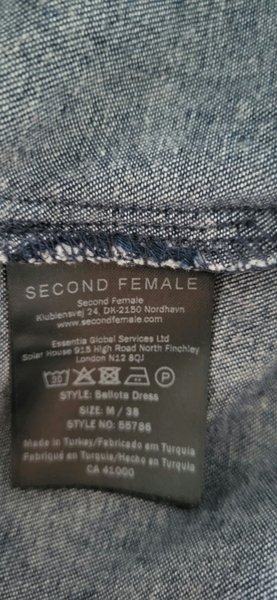 SECOND FEMALE
Second Female
Klubiensvej 24, DK-2150 Nordhavn
www.secondfemale.com
Essentia Global Services Ltd
Solar House 915 High Road North Finchley
London N12 8QJ
30
P
STYLE: Ballota Dress
SIZE: M / 38
STYLE NO: 55786
Made in Turkey/Fabricado em Turquia
Fabriqué en Turquie/Hecho en Turquia
CA 41000